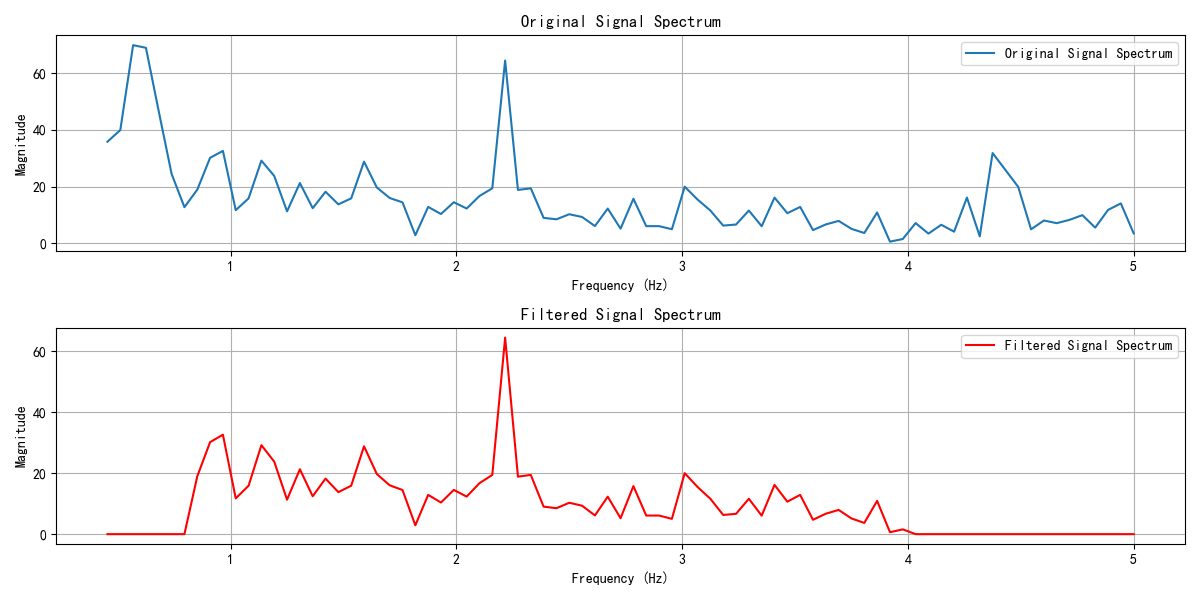 Original Signal Spectrum
Original Signal Spectrum
Magnitude
60
40
20
0
1 2 3 4 5
Frequency (Hz)
Filtered Signal Spectrum
Filtered Signal Spectrum
Magnitude
60
40
20
0
1 2 3 4 5
Frequency (Hz)